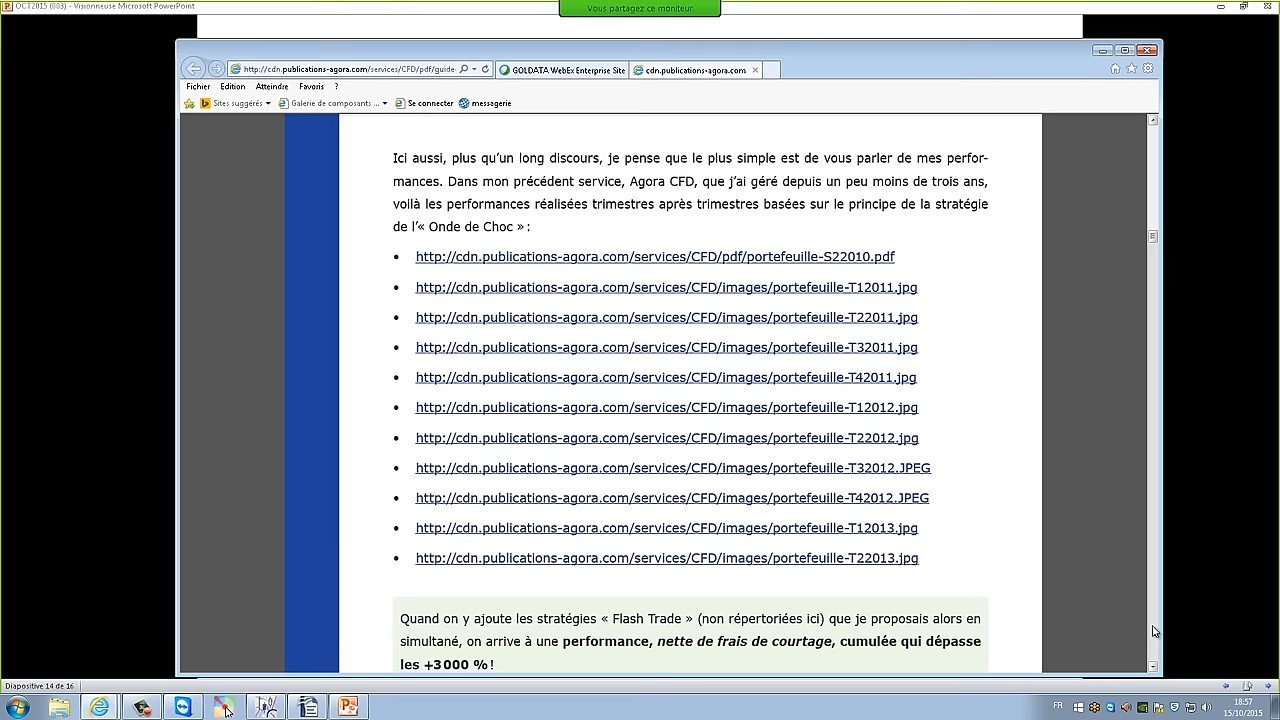 OCT2015 (003) - Visionneuse Microsoft PowerPoint
Vous partagez ce moniteur.
http://cdn.publications-agora.com/services/CFD/pdf/guide-
GOLDATA WebEx Enterprise Site
cdn.publications-agora.com
Fichier Edition Atteindre Favoris ?
Sites suggérés Galerie de composants ... Se connecter messagerie
Ici aussi, plus qu'un long discours, je pense que le plus simple est de vous parler de mes perfor-
mances. Dans mon précédent service, Agora CFD, que j'ai géré depuis un peu moins de trois ans,
voilà les performances réalisées trimestres après trimestres basées sur le principe de la stratégie
de l'« Onde de Choc » :
• http://cdn.publications-agora.com/services/CFD/pdf/portefeuille-S22010.pdf
• http://cdn.publications-agora.com/services/CFD/images/portefeuille-T12011.jpg
• http://cdn.publications-agora.com/services/CFD/images/portefeuille-T22011.jpg
• http://cdn.publications-agora.com/services/CFD/images/portefeuille-T32011.jpg
• http://cdn.publications-agora.com/services/CFD/images/portefeuille-T42011.jpg
• http://cdn.publications-agora.com/services/CFD/images/portefeuille-T12012.jpg
• http://cdn.publications-agora.com/services/CFD/images/portefeuille-T22012.jpg
• http://cdn.publications-agora.com/services/CFD/images/portefeuille-T32012.JPEG
• http://cdn.publications-agora.com/services/CFD/images/portefeuille-T42012.JPEG
• http://cdn.publications-agora.com/services/CFD/images/portefeuille-T12013.jpg
• http://cdn.publications-agora.com/services/CFD/images/portefeuille-T22013.jpg
Quand on y ajoute les stratégies « Flash Trade » (non répertoriées ici) que je proposais alors en
simultané, on arrive à une performance, nette de frais de courtage, cumulée qui dépasse
les +3000 % !
Diapositive 14 de 16
FR
18:57
15/10/2015